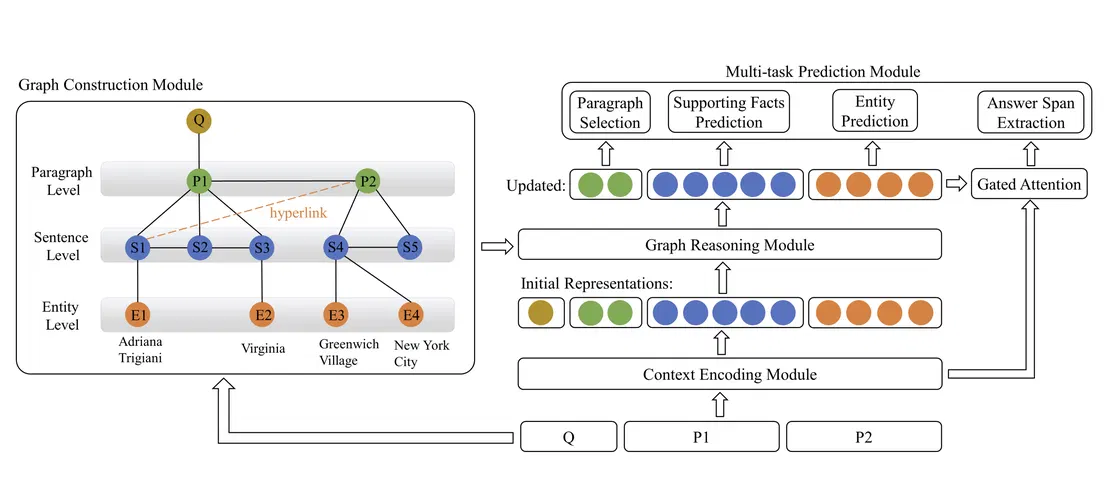 Graph Construction Module
Q
Paragraph
Level
P1
P2
hyperlink
Sentence
Level
S1
S2
S3
S4
S5
Entity
Level
E1
E2
E3
E4
Adriana
Trigiani
Virginia
Greenwich
Village
New York
City
Multi-task Prediction Module
Paragraph
Selection
Supporting Facts
Prediction
Entity
Prediction
Answer Span
Extraction
Updated:
Gated Attention
Graph Reasoning Module
Initial Representations:
Context Encoding Module
Q
P1
P2